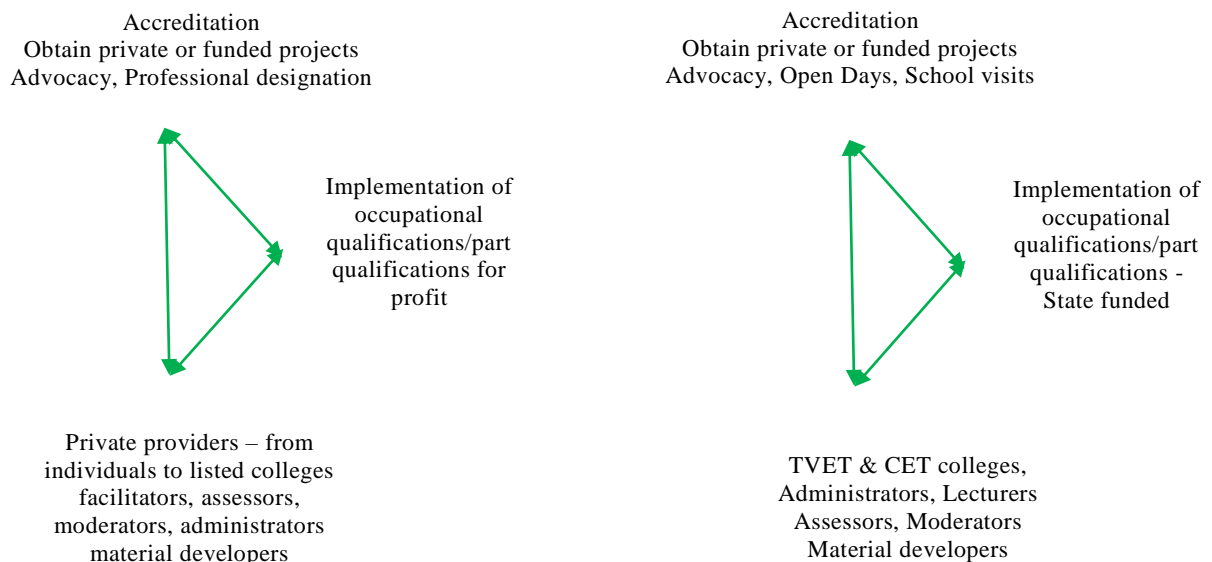 Accreditation
Obtain private or funded projects
Advocacy, Professional designation
Implementation of
occupational
qualifications/part
qualifications for
profit
Private providers – from
individuals to listed colleges
facilitators, assessors,
moderators, administrators
material developers
Accreditation
Obtain private or funded projects
Advocacy, Open Days, School visits
Implementation of
occupational
qualifications/part
qualifications -
State funded
TVET & CET colleges,
Administrators, Lecturers
Assessors, Moderators
Material developers